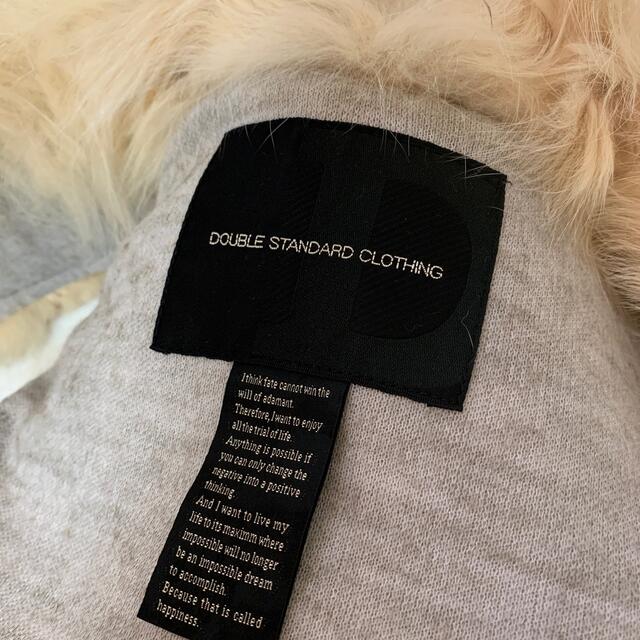 DOUBLE STANDARD CLOTHING
I think fate cannot win the
will of adamant.
Therefore, I want to enjoy
all the trial of life.
Anything is possible if
you can only change the
negative into a positive
thinking.
And I want to live my
life to its maximm where
impossible will no longer
be an impossible dream
to accomplish.
Because that is called
happiness.